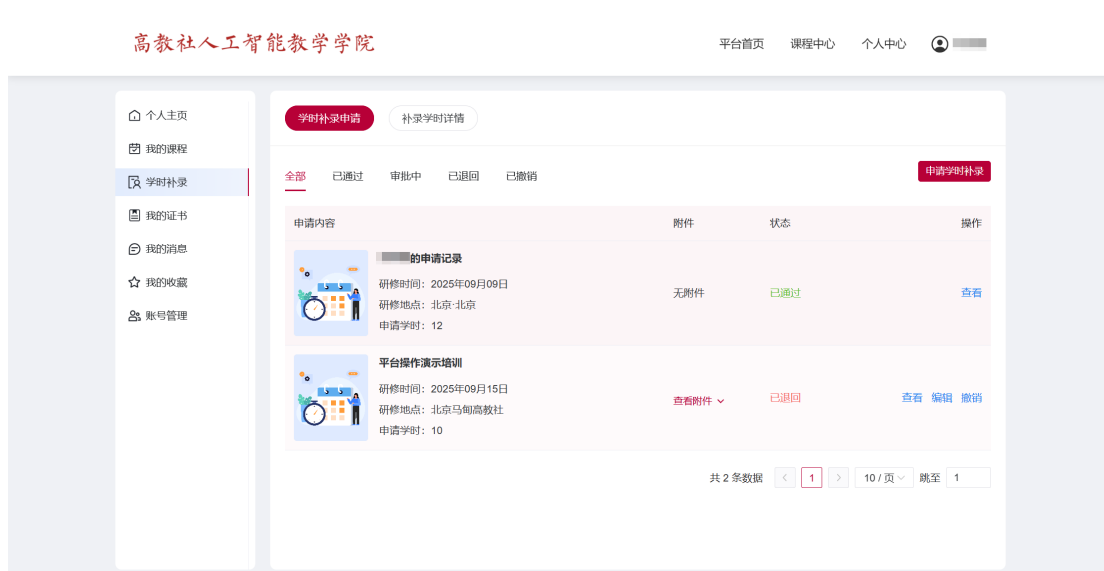 高教社人工智能教学学院
平台首页 课程中心 个人中心
个人主页
我的课程
学时补录
我的证书
我的消息
我的收藏
账号管理
学时补录申请 补录学时详情
全部 已通过 审批中 已退回 已撤销
申请学时补录
申请内容 附件 状态 操作
的申请记录
研修时间：2025年09月09日
研修地点：北京·北京
申请学时：12
无附件 已通过 查看
平台操作演示培训
研修时间：2025年09月15日
研修地点：北京马甸高教社
申请学时：10
查看附件 已退回 查看 编辑 撤销
共 2 条数据 < 1 > 10 / 页 跳至 1